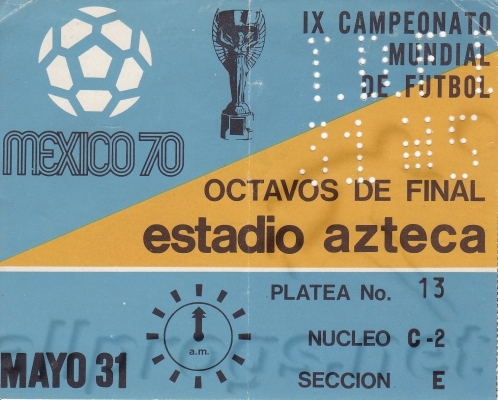 IX CAMPEONATO
MUNDIAL
DE FUTBOL
MEXICO 70
OCTAVOS DE FINAL
estadio azteca
PLATEA No. 13
a.m.
NUCLEO C-2
MAYO 31
SECCION E